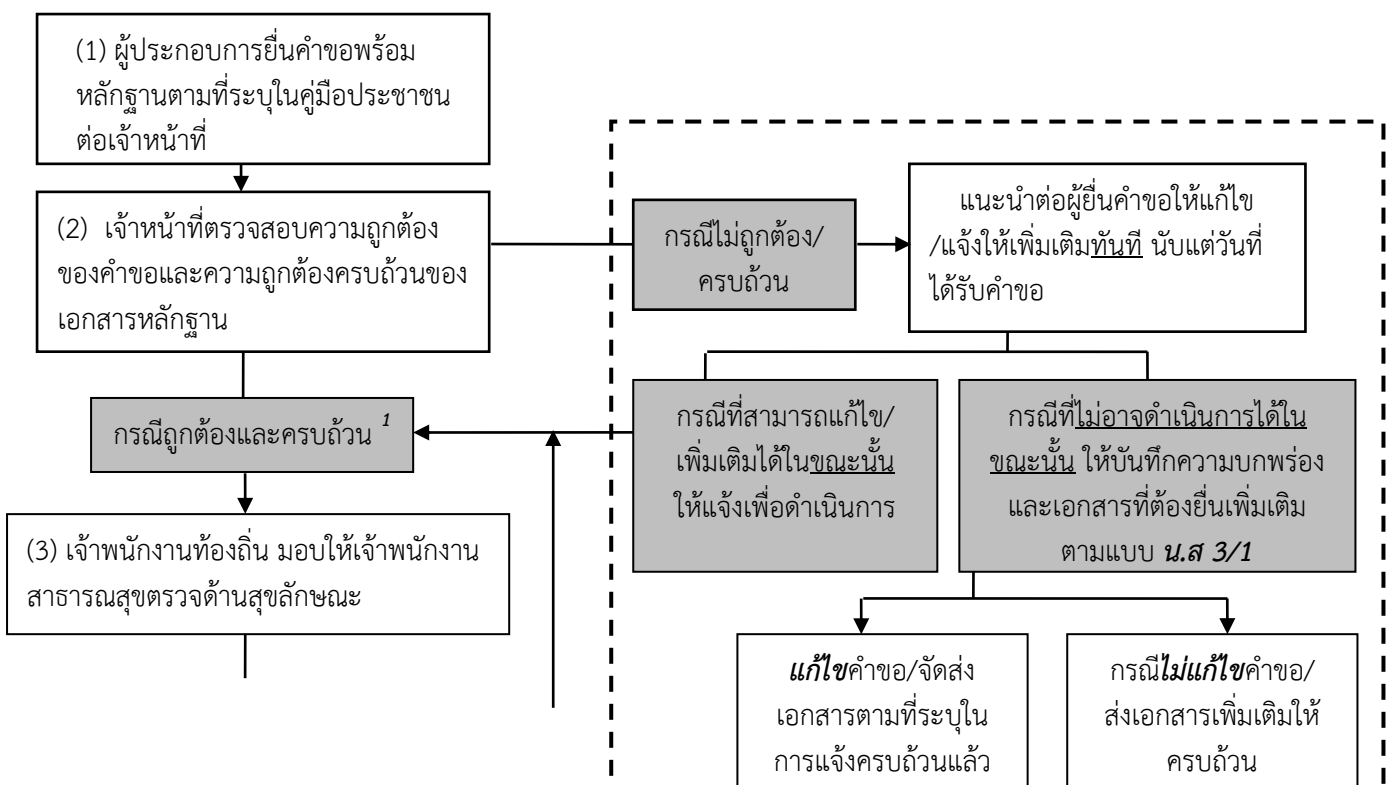 (1) ผู้ประกอบการยื่นคำขอพร้อม
หลักฐานตามที่ระบุในคู่มือประชาชน
ต่อเจ้าหน้าที่
(2) เจ้าหน้าที่ตรวจสอบความถูกต้อง
ของคำขอและความถูกต้องครบถ้วนของ
เอกสารหลักฐาน
กรณีไม่ถูกต้อง/
ครบถ้วน
แนะนำต่อผู้ยื่นคำขอให้แก้ไข
/แจ้งให้เพิ่มเติมทันที นับแต่วันที่
ได้รับคำขอ
กรณีถูกต้องและครบถ้วน 1
กรณีที่สามารถแก้ไข/
เพิ่มเติมได้ในขณะนั้น
ให้แจ้งเพื่อดำเนินการ
กรณีที่ไม่อาจดำเนินการได้ใน
ขณะนั้น ให้บันทึกความบกพร่อง
และเอกสารที่ต้องยื่นเพิ่มเติม
ตามแบบ น.ส 3/1
(3) เจ้าพนักงานท้องถิ่น มอบให้เจ้าพนักงาน
สาธารณสุขตรวจด้านสุขลักษณะ
แก้ไขคำขอ/จัดส่ง
เอกสารตามที่ระบุใน
การแจ้งครบถ้วนแล้ว
กรณีไม่แก้ไขคำขอ/
ส่งเอกสารเพิ่มเติมให้
ครบถ้วน